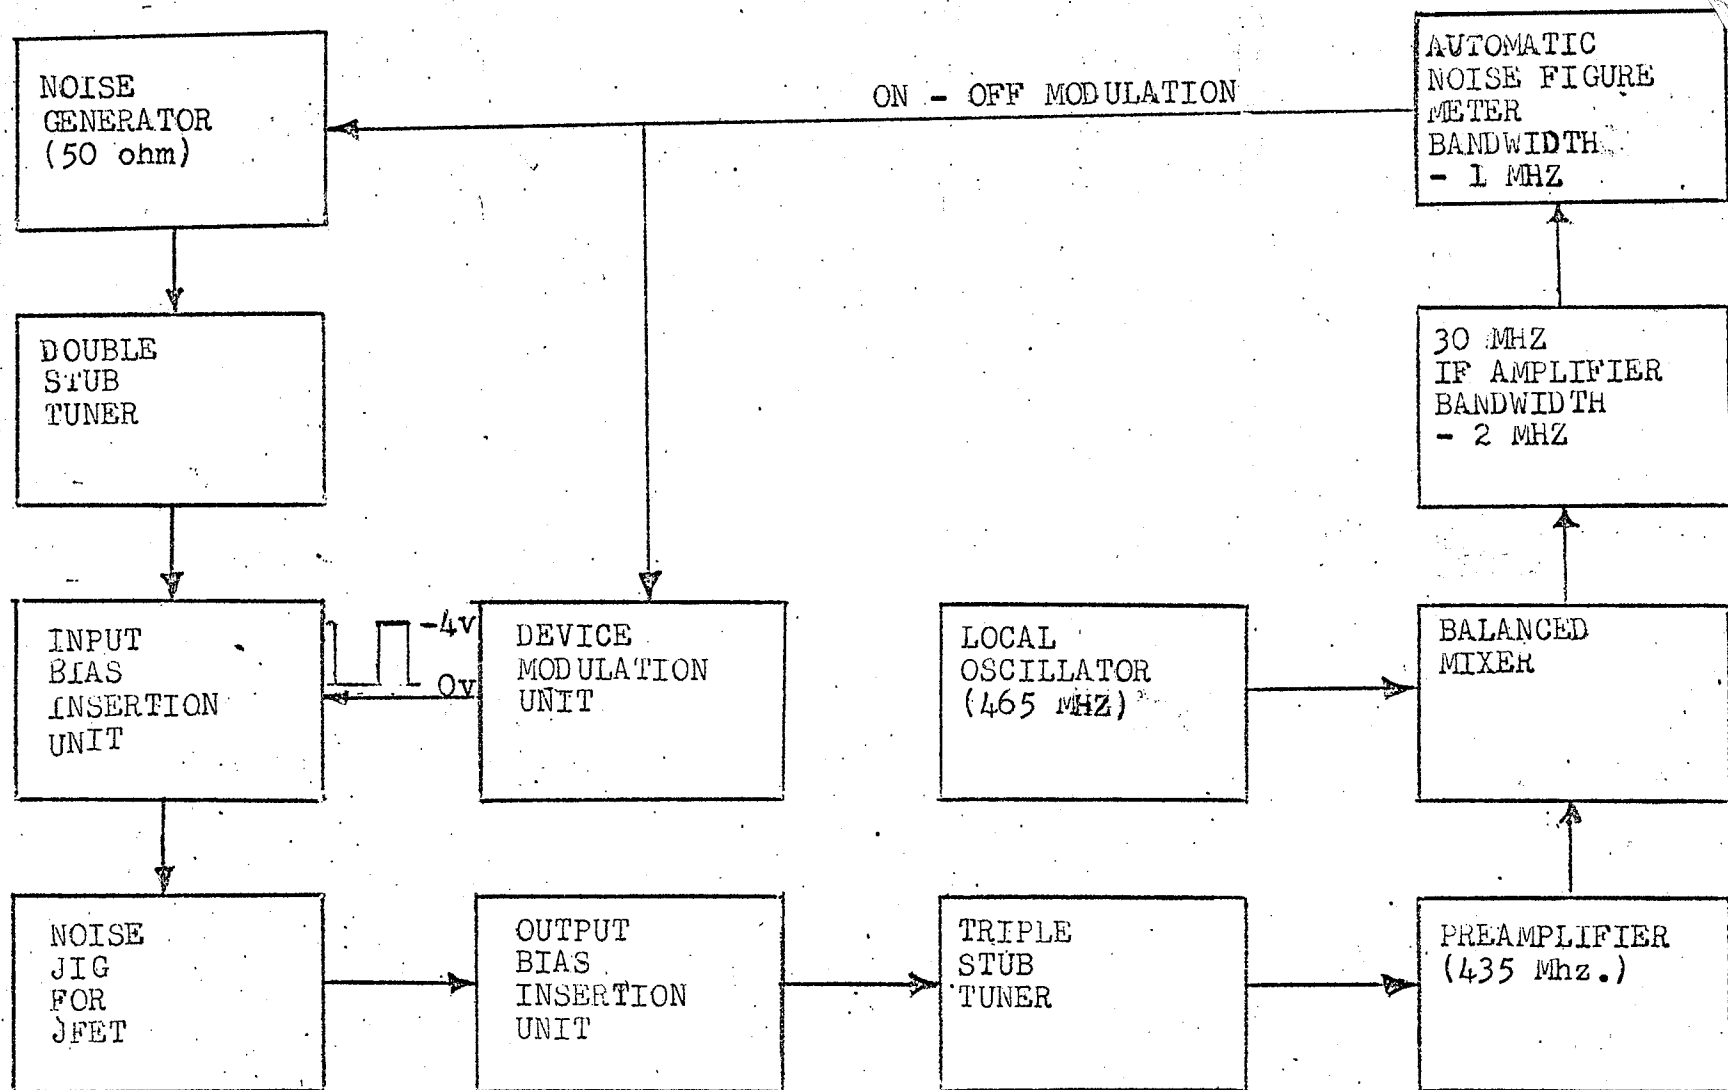 NOISE
GENERATOR
(50 ohm)
ON - OFF MODULATION
AUTOMATIC
NOISE FIGURE
METER
BANDWIDTH
- 1 MHZ
DOUBLE
STUB
TUNER
30 MHZ
IF AMPLIFIER
BANDWIDTH
- 2 MHZ
INPUT
BIAS
INSERTION
UNIT
-4v
0v
DEVICE
MODULATION
UNIT
LOCAL
OSCILLATOR
(465 MHZ)
BALANCED
MIXER
NOISE
JIG
FOR
JFET
OUTPUT
BIAS
INSERTION
UNIT
TRIPLE
STUB
TUNER
PREAMPLIFIER
(435 Mhz.)